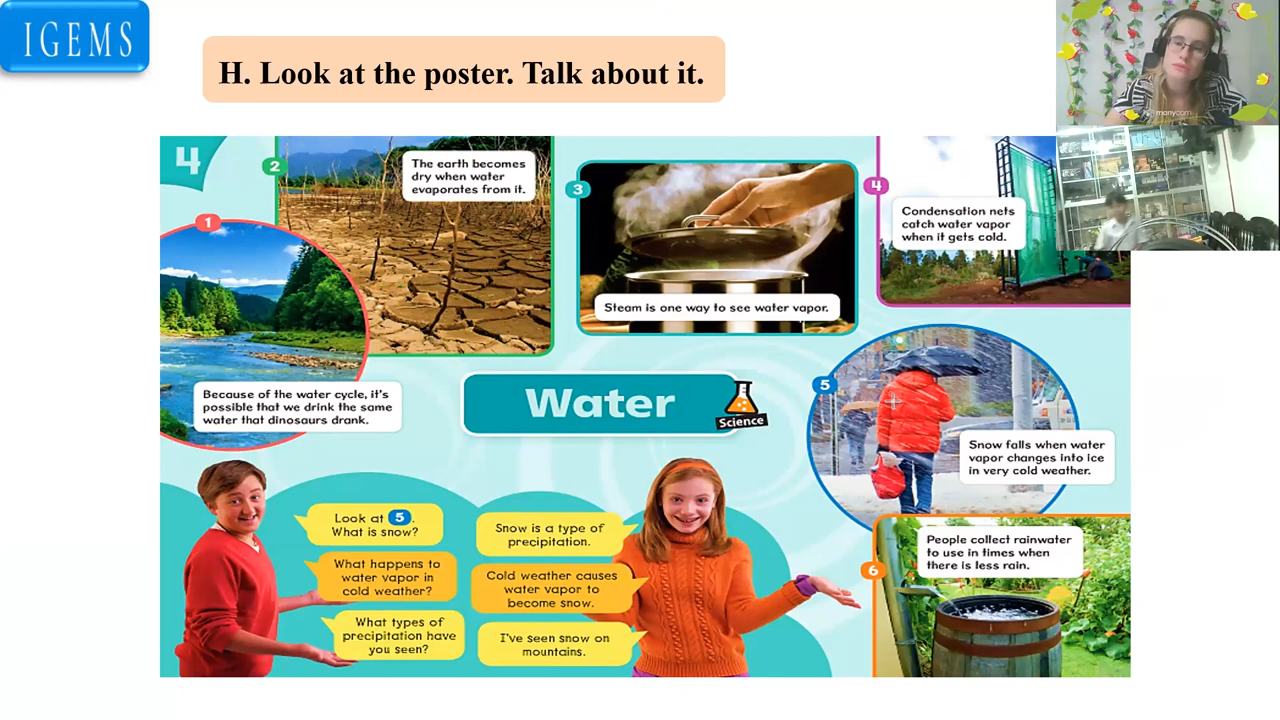 IGEMS
H. Look at the poster. Talk about it.
manycam
4
1
Because of the water cycle, it's
possible that we drink the same
water that dinosaurs drank.
2
The earth becomes
dry when water
evaporates from it.
3
Steam is one way to see water vapor.
4
Condensation nets
catch water vapor
when it gets cold.
Water
Science
5
Snow falls when water
vapor changes into ice
in very cold weather.
6
People collect rainwater
to use in times when
there is less rain.
Look at 5.
What is snow?
Snow is a type of
precipitation.
What happens to
water vapor in
cold weather?
Cold weather causes
water vapor to
become snow.
What types of
precipitation have
you seen?
I've seen snow on
mountains.